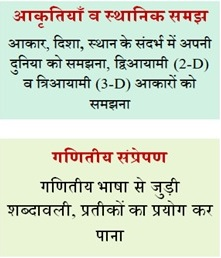 आकृतियाँ व स्थानिक समझ
आकार, दिशा, स्थान के संदर्भ में अपनी
दुनिया को समझना, द्विआयामी (2-D)
व त्रिआयामी (3-D) आकारों को
समझना
गणितीय संप्रेषण
गणितीय भाषा से जुड़ी
शब्दावली, प्रतीकों का प्रयोग कर
पाना